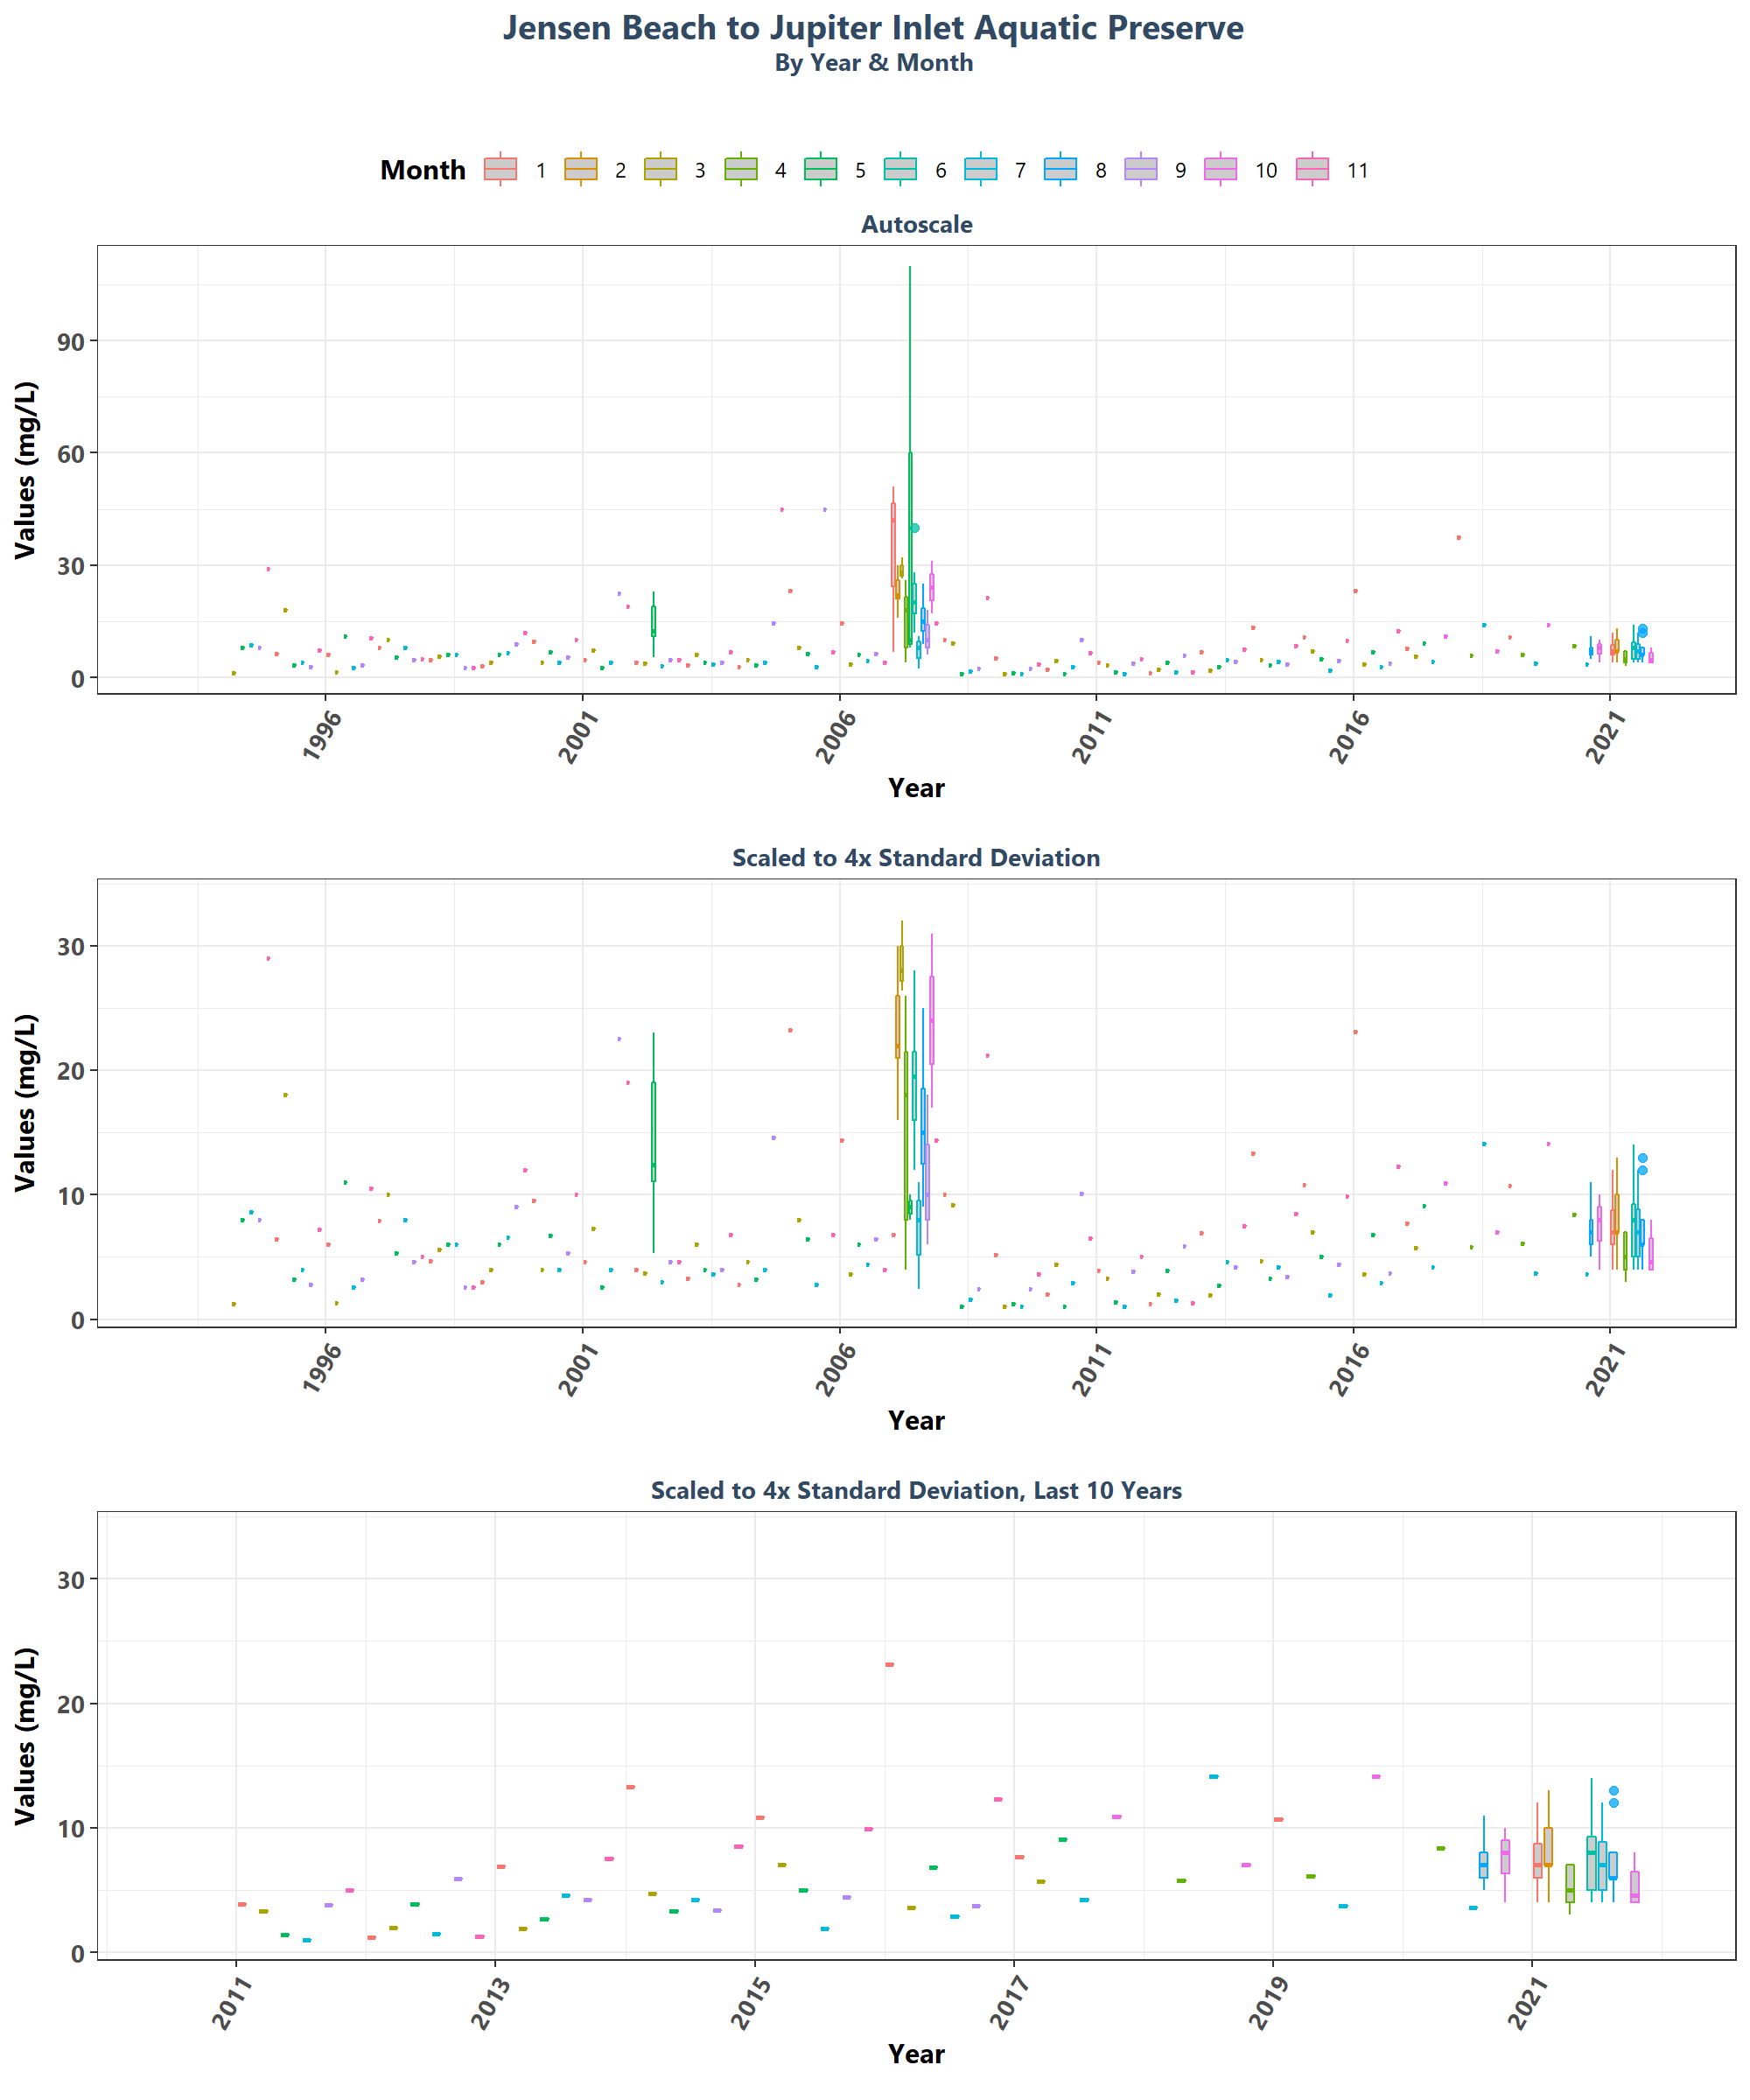 Jensen Beach to Jupiter Inlet Aquatic Preserve
By Year & Month
Month 1 2 3 4 5 6 7 8 9 10 11
Autoscale
Values (mg/L)
90
60
30
0
1996 2001 2006 2011 2016 2021
Year
Scaled to 4x Standard Deviation
Values (mg/L)
30
20
10
0
1996 2001 2006 2011 2016 2021
Year
Scaled to 4x Standard Deviation, Last 10 Years
Values (mg/L)
30
20
10
0
2011 2013 2015 2017 2019 2021
Year